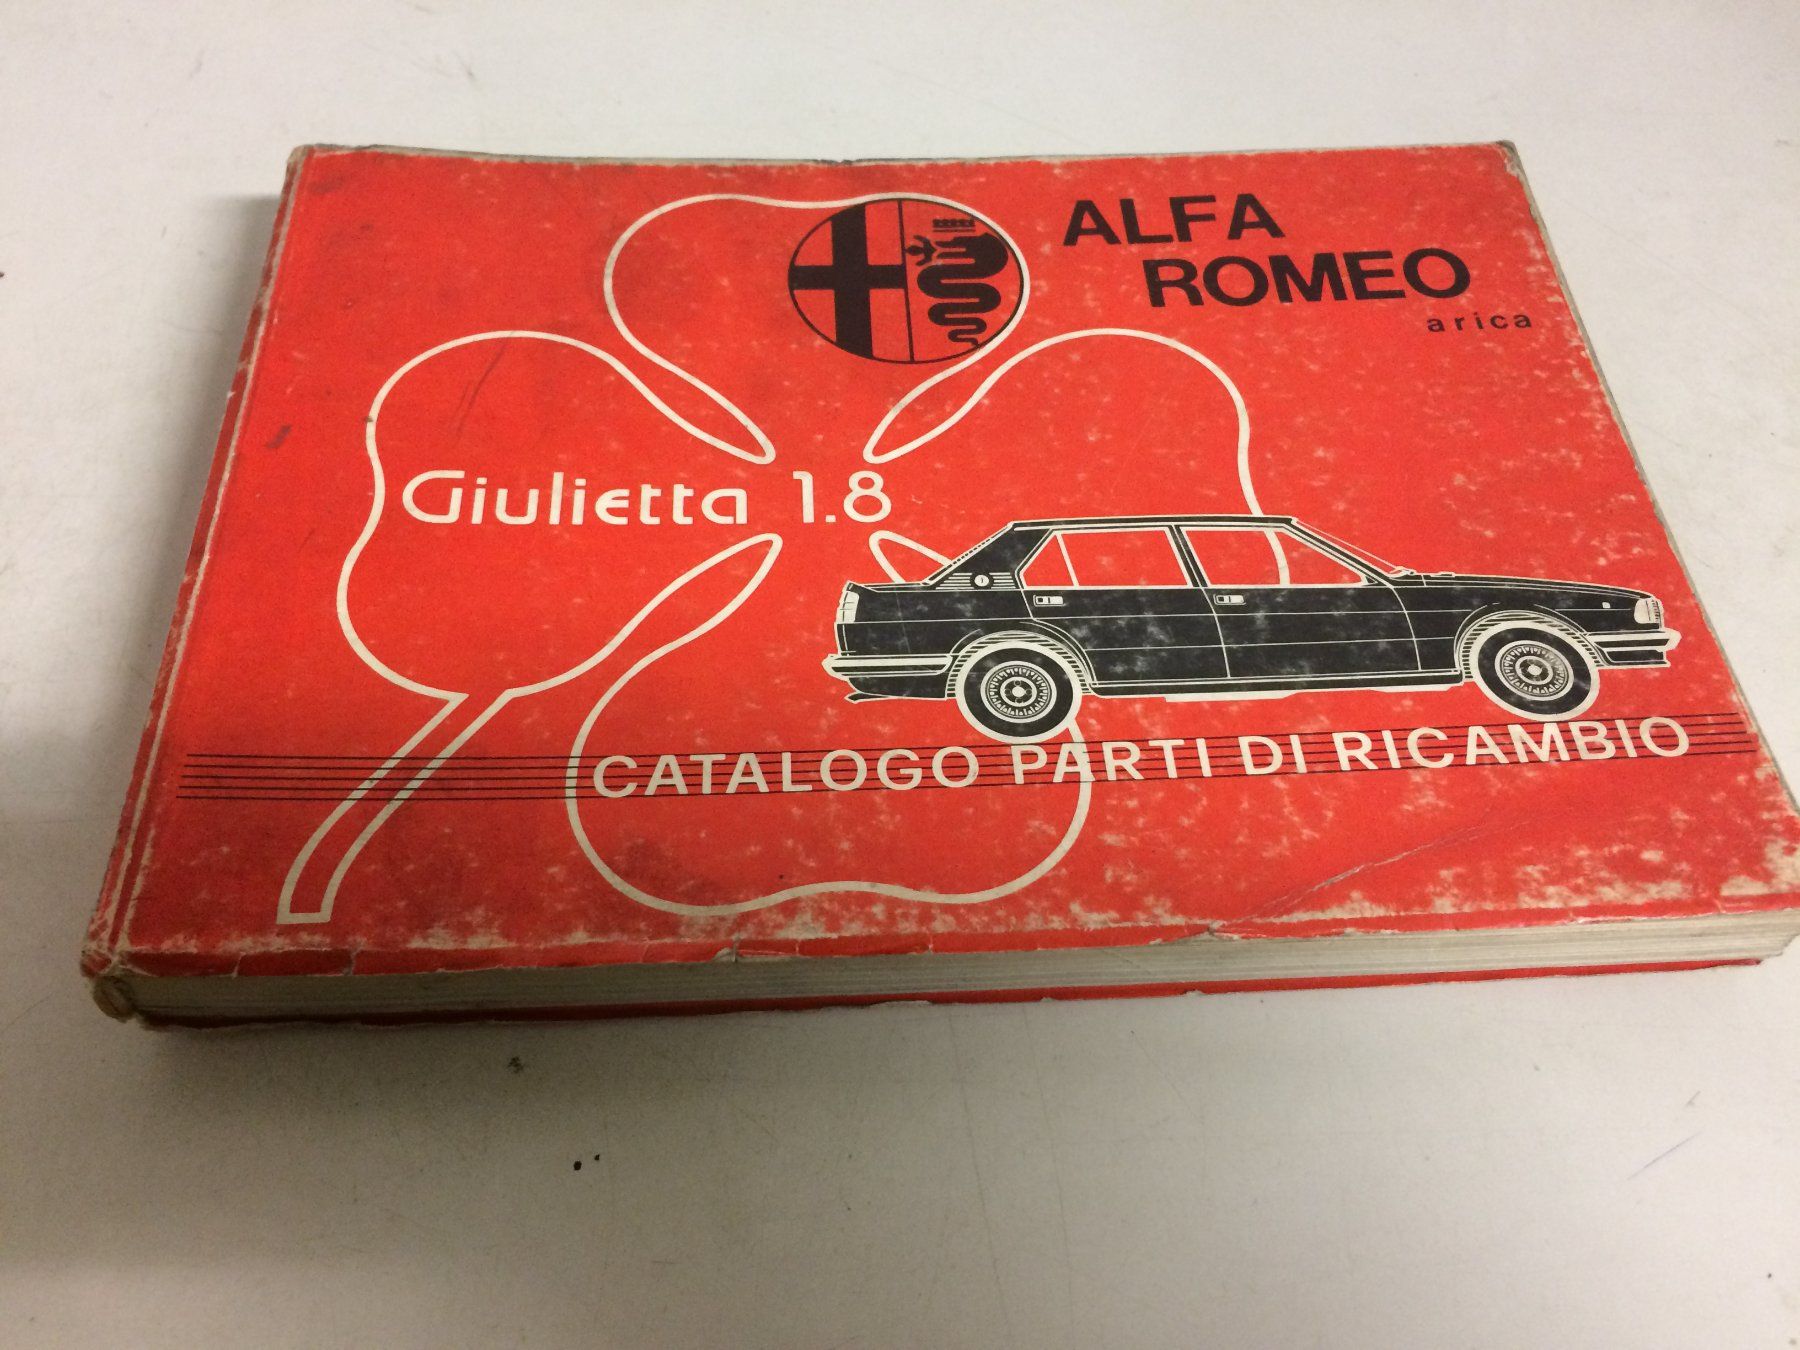 ALFA
ROMEO
arica
Giulietta 1.8
CATALOGO PARTI DI RICAMBIO